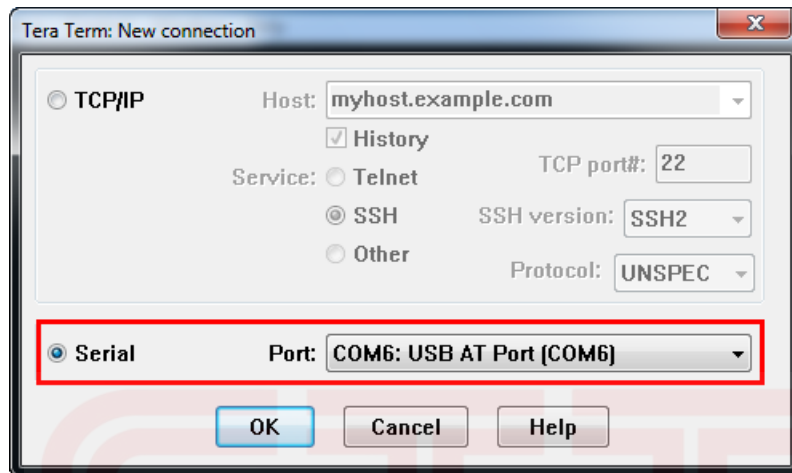 Tera Term: New connection
TCP/IP Host: myhost.example.com
History
Service: Telnet TCP port#: 22
SSH SSH version: SSH2
Other Protocol: UNSPEC
Serial Port: COM6: USB AT Port (COM6)
OK Cancel Help